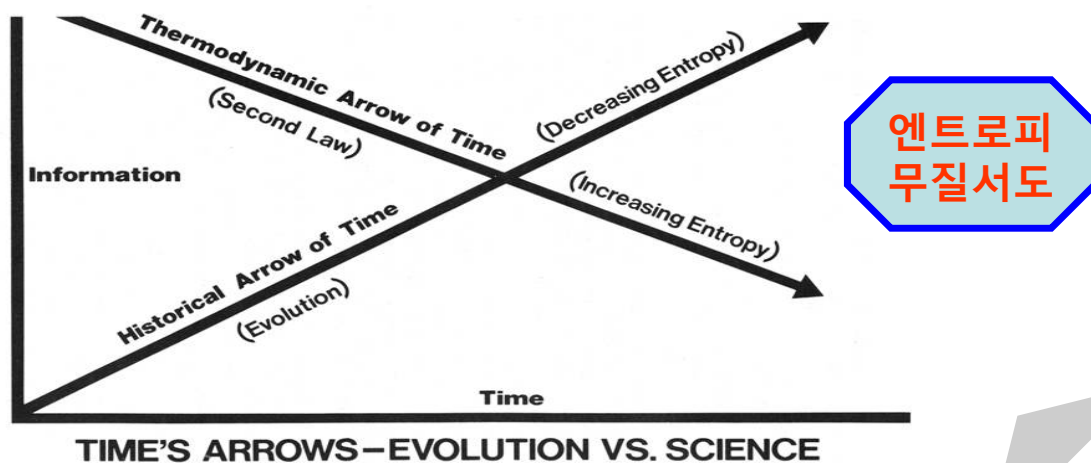 Thermodynamic Arrow of Time
(Second Law)
(Decreasing Entropy)
엔트로피
무질서도
Information
(Increasing Entropy)
Historical Arrow of Time
(Evolution)
Time
TIME'S ARROWS–EVOLUTION VS. SCIENCE